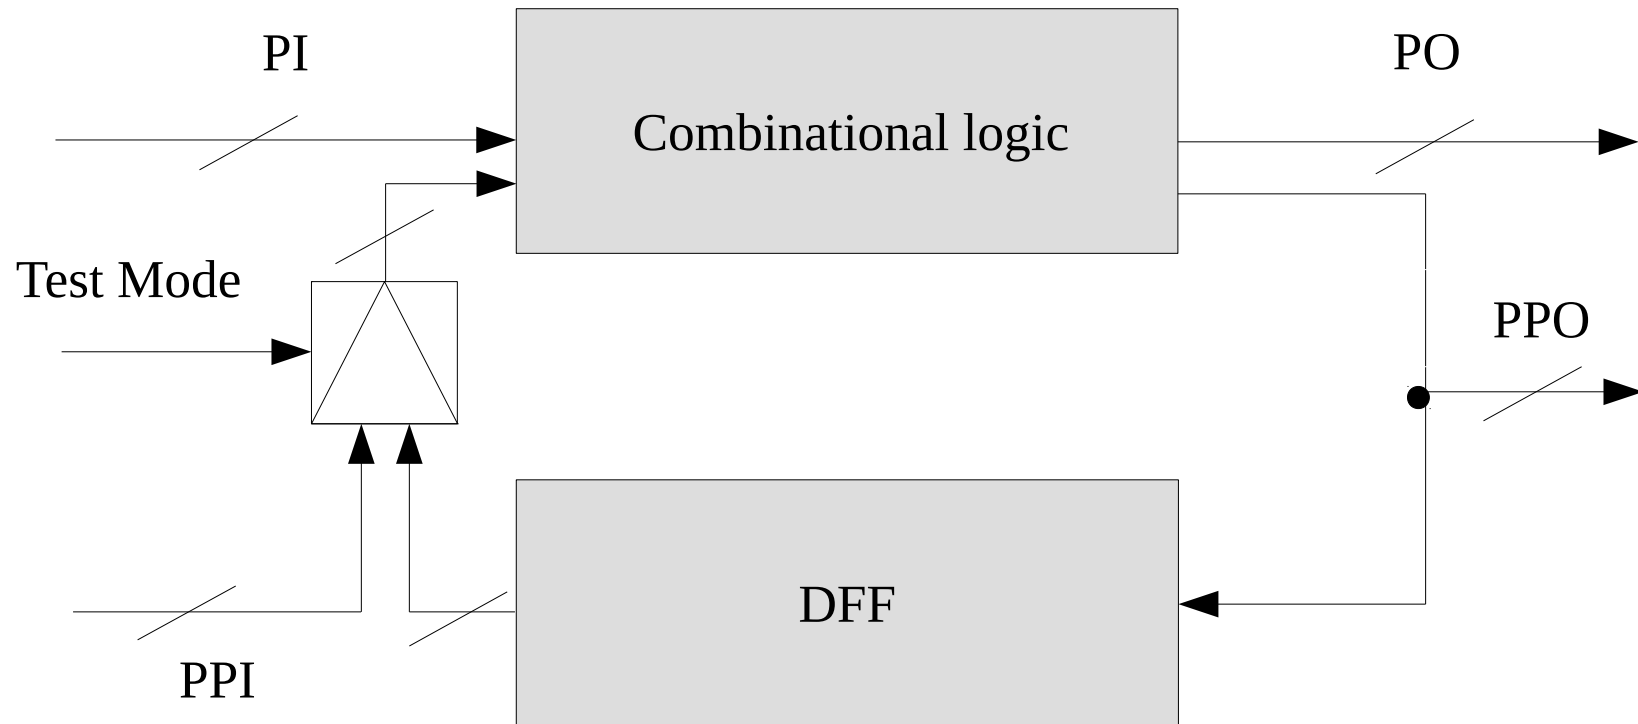 PI
PO
Combinational logic
Test Mode
PPO
DFF
PPI